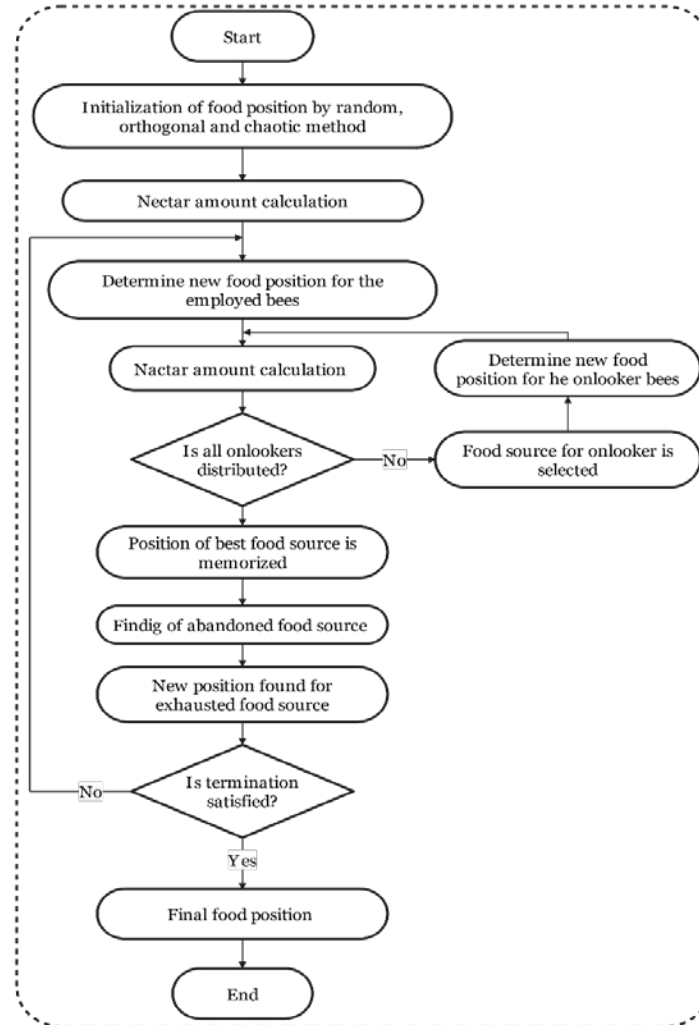 Start
Initialization of food position by random,
orthogonal and chaotic method
Nectar amount calculation
Determine new food position for the
employed bees
Nactar amount calculation
Determine new food
position for he onlooker bees
Is all onlookers
distributed?
No
Food source for onlooker is
selected
Position of best food source is
memorized
Findig of abandoned food source
New position found for
exhausted food source
Is termination
satisfied?
No
Yes
Final food position
End